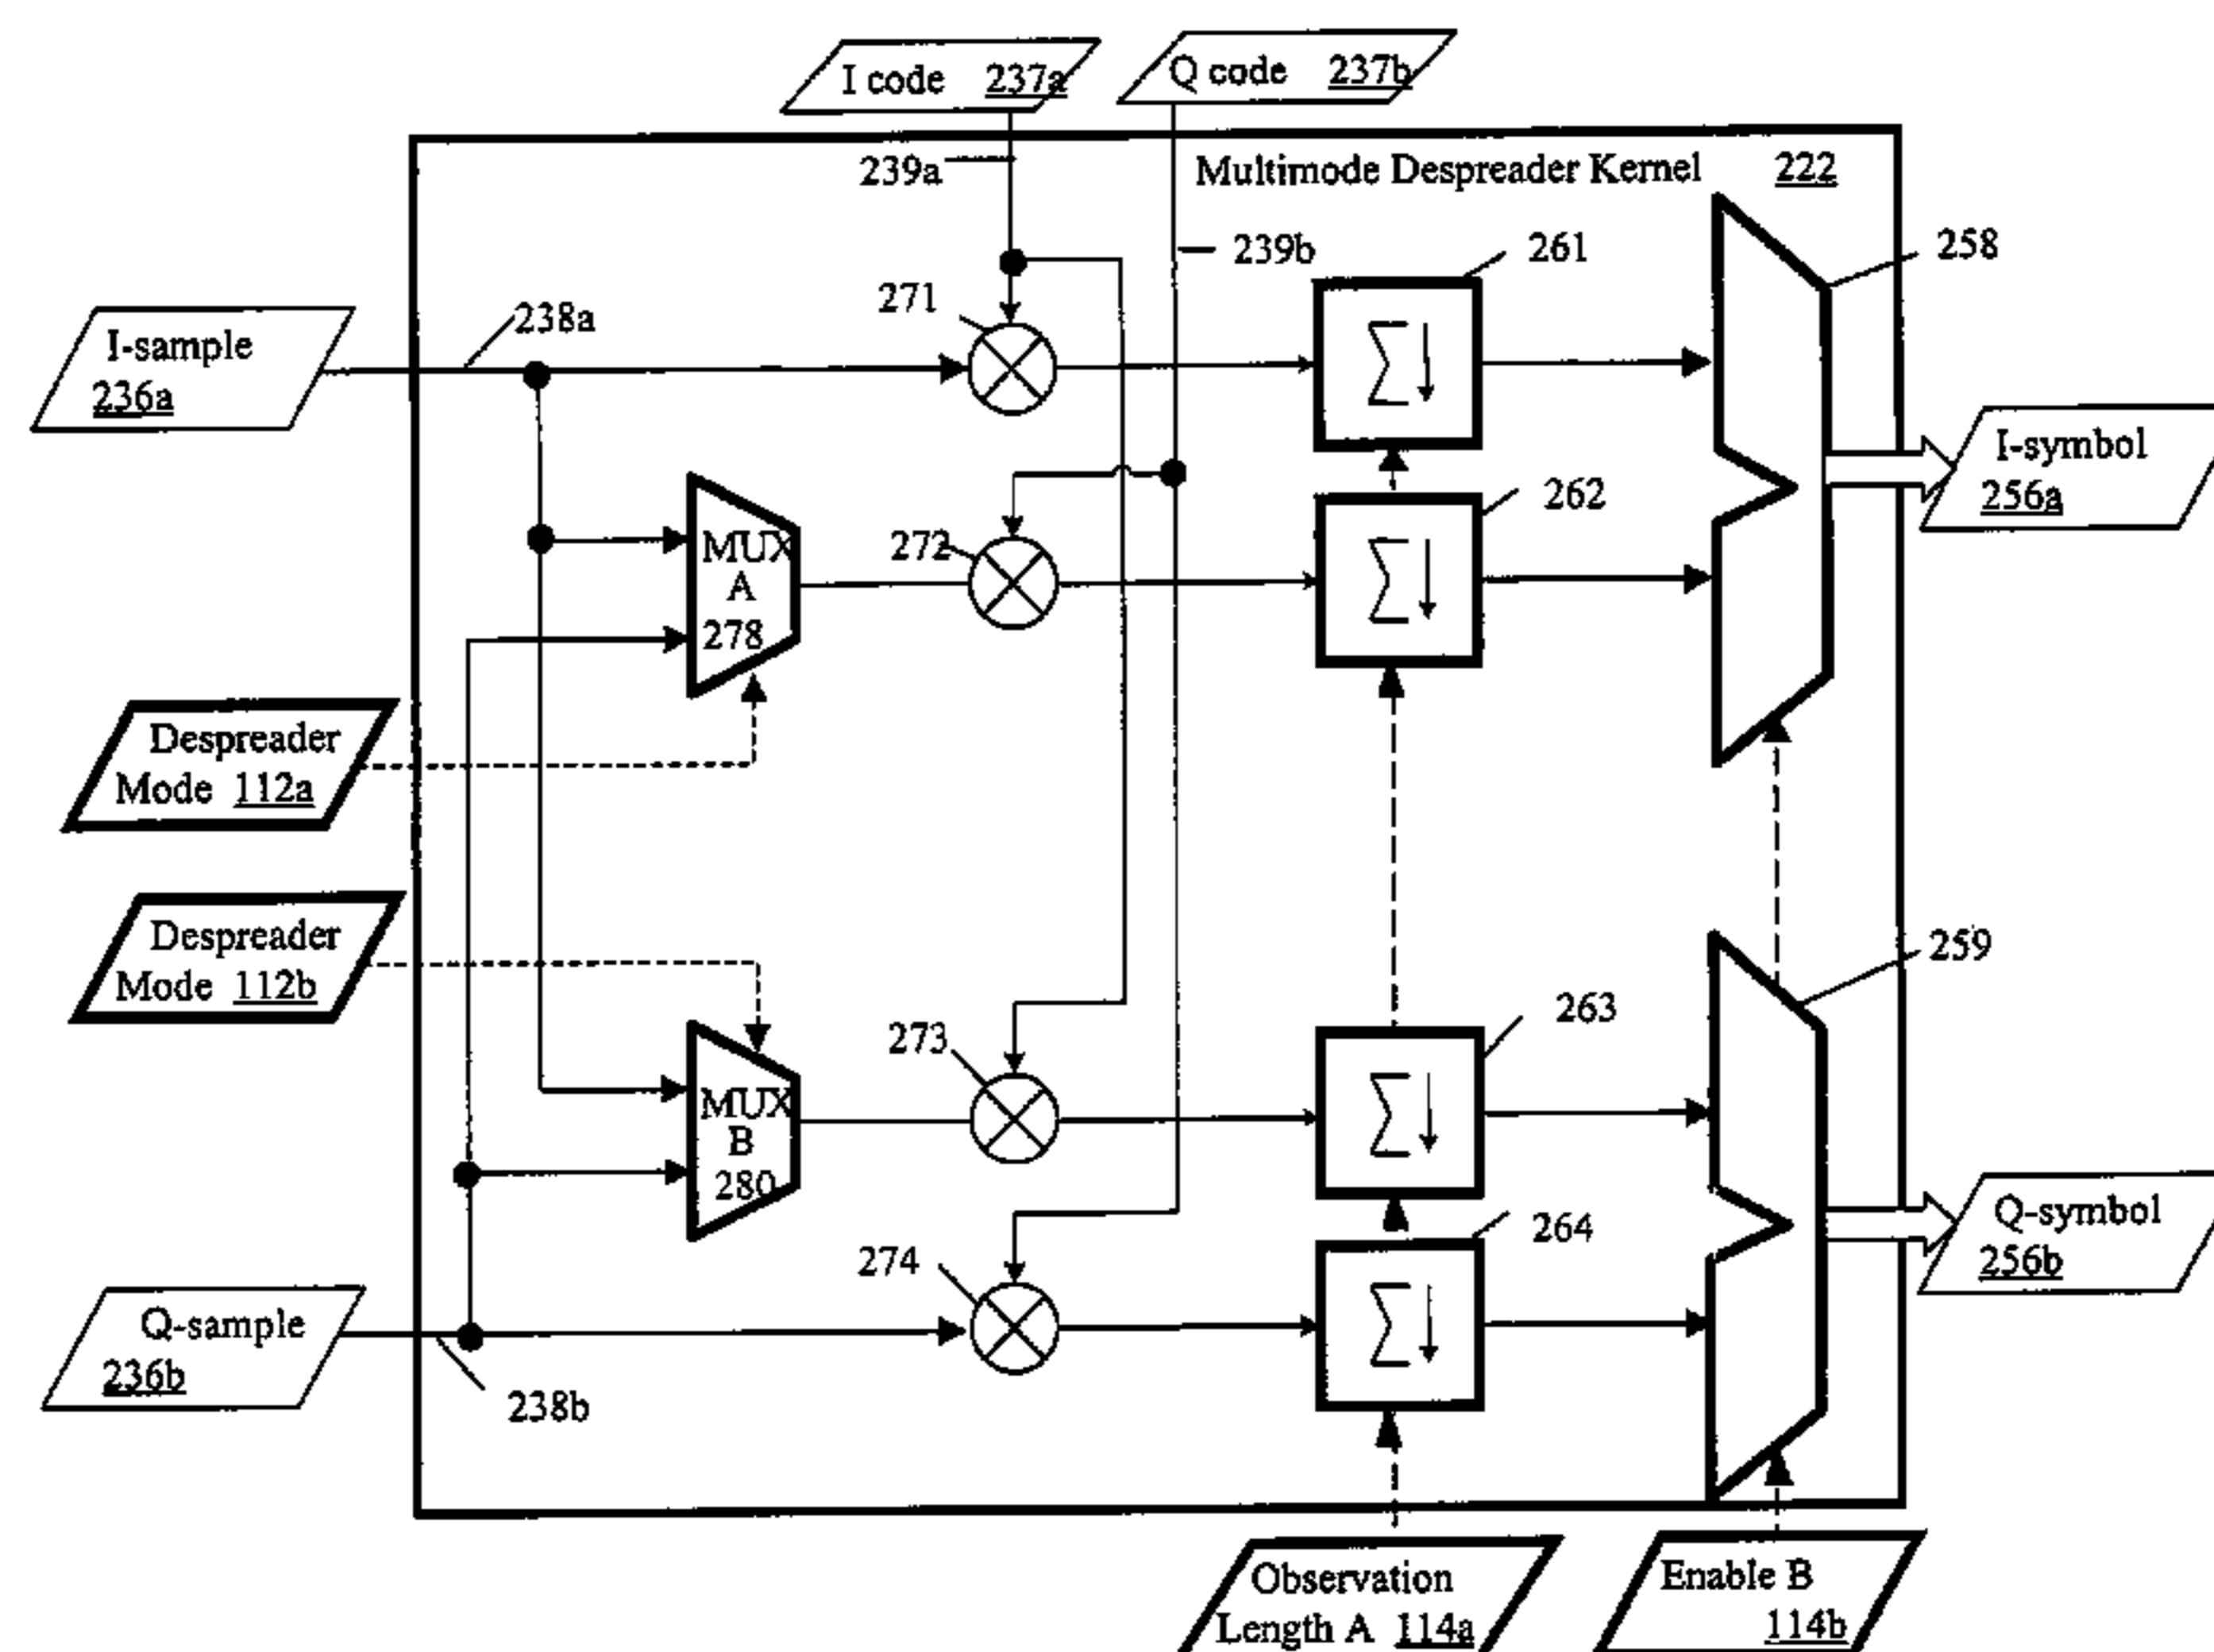 I code 237a
Q code 237b
239a
Multimode Despreader Kernel 222
239b
261
258
271
238a
I-sample
236a
I-symbol
256a
262
272
MUX
A
278
Despreader
Mode 112a
Despreader
Mode 112b
259
263
273
MUX
B
280
Q-symbol
256b
264
274
Q-sample
236b
238b
Observation
Length A 114a
Enable B
114b
Σ
Σ
Σ
Σ